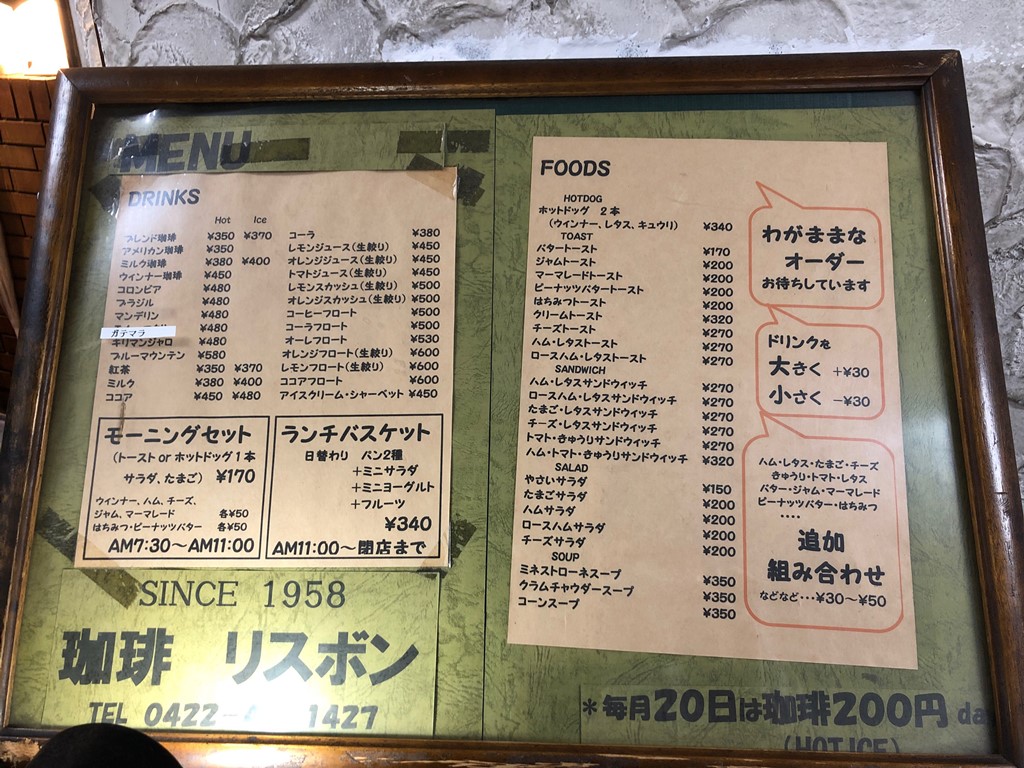 MENU
DRINKS
Hot Ice
ブレンド珈琲 ¥350 ¥370
アメリカン珈琲 ¥350
ミルク珈琲 ¥380 ¥400
ウィンナー珈琲 ¥450
コロンビア ¥480
ブラジル ¥480
マンデリン ¥480
ガテマラ ¥480
キリマンジャロ ¥480
ブルーマウンテン ¥580
紅茶 ¥350 ¥370
ミルク ¥380 ¥400
ココア ¥450 ¥480
コーラ ¥380
レモンジュース(生絞り) ¥450
オレンジジュース(生絞り) ¥450
トマトジュース(生絞り) ¥450
レモンスカッシュ(生絞り) ¥500
オレンジスカッシュ(生絞り) ¥500
コーヒーフロート ¥500
コーラフロート ¥500
オーレフロート ¥530
オレンジフロート(生絞り) ¥600
レモンフロート(生絞り) ¥600
ココアフロート ¥600
アイスクリーム・シャーベット ¥450
モーニングセット
(トースト or ホットドッグ1本
サラダ、たまご) ¥170
ウィンナー、ハム、チーズ、
ジャム、マーマレード 各¥50
はちみつ・ピーナッツバター 各¥50
AM7:30～AM11:00
ランチバスケット
日替わり パン2種
+ミニサラダ
+ミニヨーグルト
+フルーツ
¥340
AM11:00～閉店まで
SINCE 1958
珈琲 リスボン
TEL 0422- 1427
FOODS
HOTDOG
ホットドッグ 2本
(ウインナー、レタス、キュウリ) ¥340
TOAST
バタートースト ¥170
ジャムトースト ¥200
マーマレードトースト ¥200
ピーナッツバタートースト ¥200
はちみつトースト ¥200
クリームトースト ¥320
チーズトースト ¥270
ハム・レタストースト ¥270
ロースハム・レタストースト ¥270
SANDWICH
ハム・レタスサンドウイッチ ¥270
ロースハム・レタスサンドウイッチ ¥270
たまご・レタスサンドウイッチ ¥270
チーズ・レタスサンドウイッチ ¥270
トマト・きゅうりサンドウイッチ ¥270
ハム・トマト・きゅうりサンドウイッチ ¥320
SALAD
やさいサラダ ¥150
たまごサラダ ¥200
ハムサラダ ¥200
ロースハムサラダ ¥200
チーズサラダ ¥200
SOUP
ミネストローネスープ ¥350
クラムチャウダースープ ¥350
コーンスープ ¥350
わがままな
オーダー
お待ちしています
ドリンクを
大きく +¥30
小さく -¥30
ハム・レタス・たまご・チーズ
きゅうり・トマト・レタス
バター・ジャム・マーマレード
ピーナッツバター・はちみつ
・・・・
追加
組み合わせ
などなど・・・¥30～¥50
*毎月20日は珈琲200円 da
(HOT,ICE)